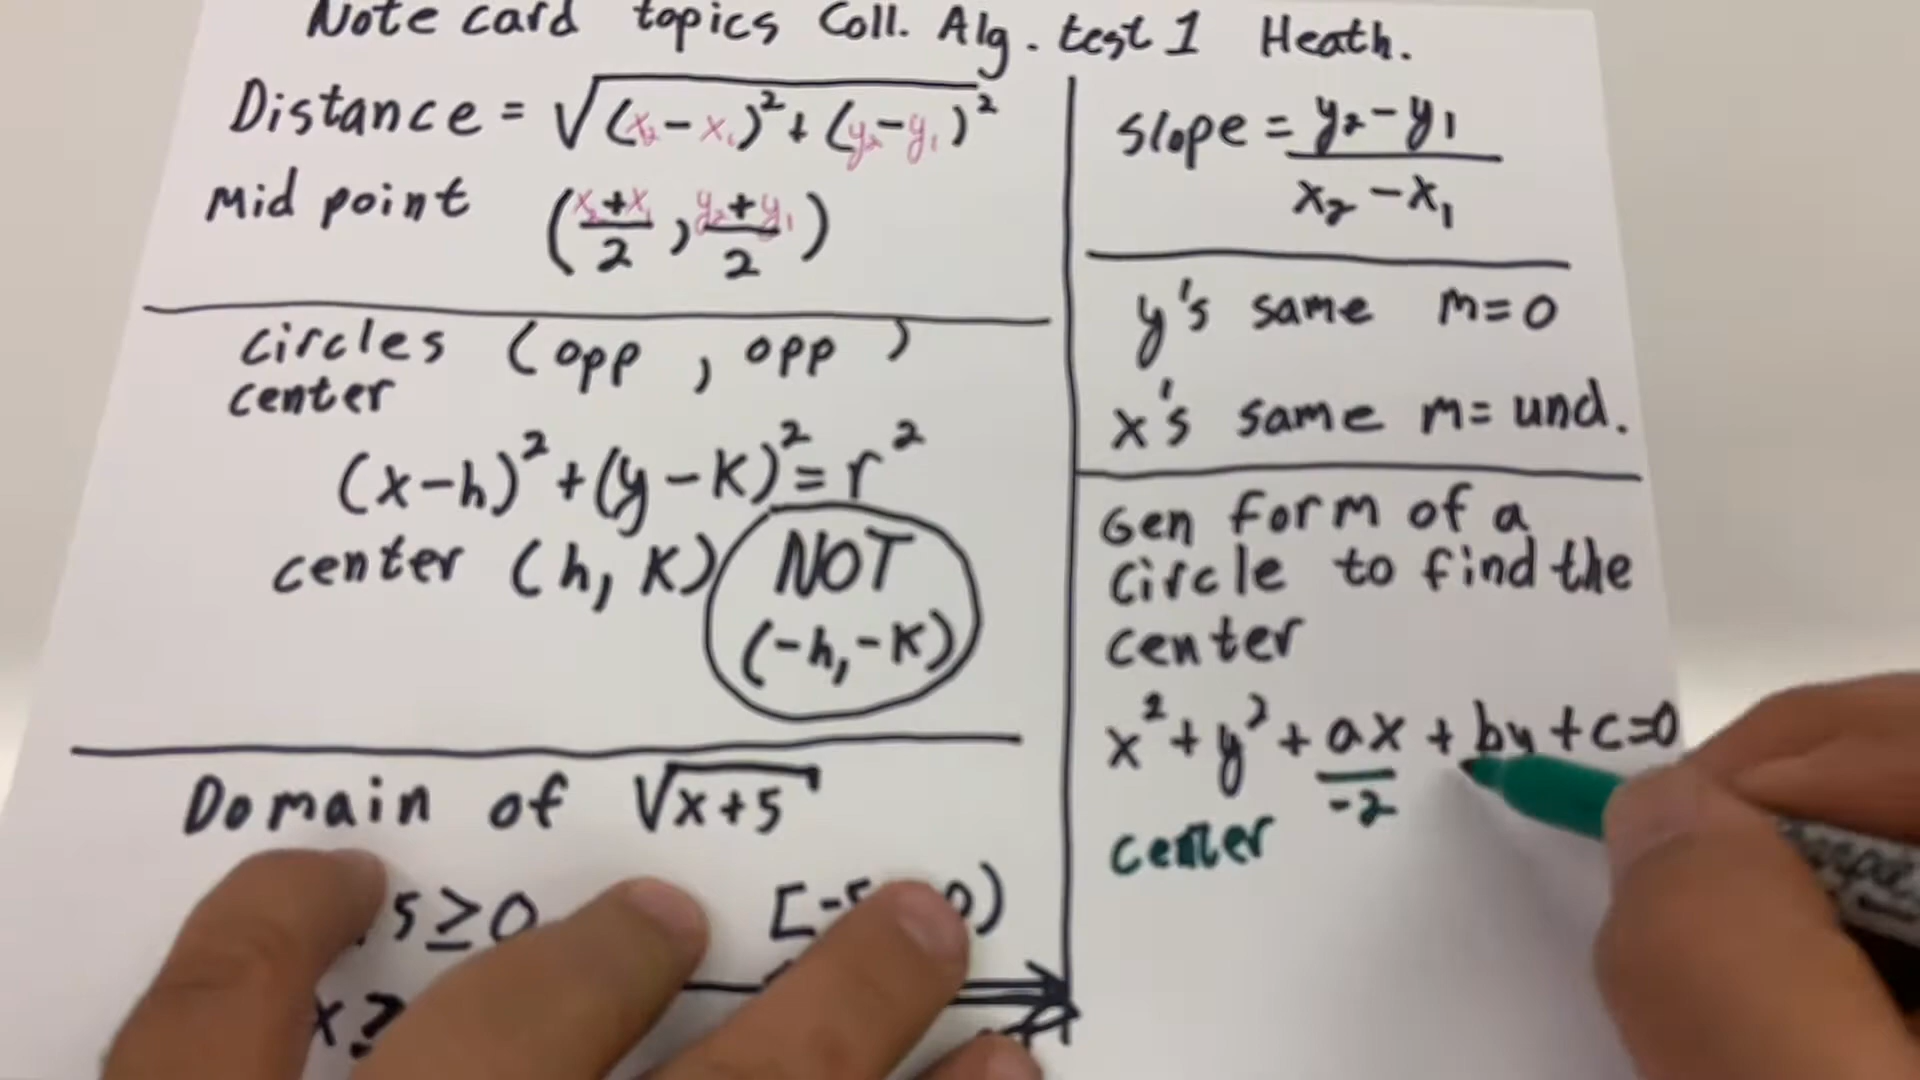 Note card topics Coll. Alg. test 1 Heath.
Distance = √(x₂-x₁)²+(y₂-y₁)²
Mid point (x₂+x₁/2, y₂+y₁/2)
circles (opp, opp)
center
(x-h)²+(y-K)²=r²
center (h, K)
NOT
(-h,-K)
Domain of √x+5
5≥0
x
slope = y₂-y₁/x₂-x₁
y's same m=0
x's same m=und.
Gen form of a
circle to find the
center
x²+y²+ax+by+c=0
-2
center